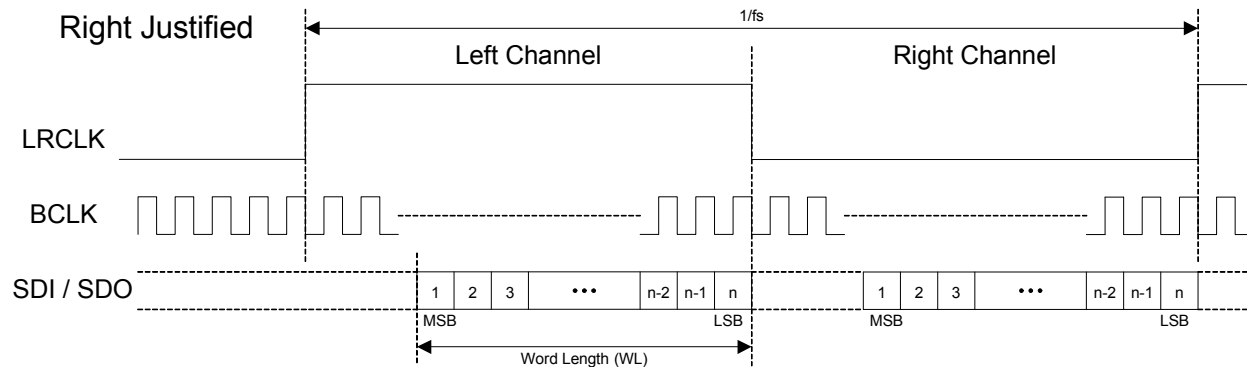 Right Justified
1/fs
Left Channel
Right Channel
LRCLK
BCLK
SDI / SDO
1 2 3 ••• n-2 n-1 n 1 2 3 ••• n-2 n-1 n
MSB LSB MSB LSB
Word Length (WL)